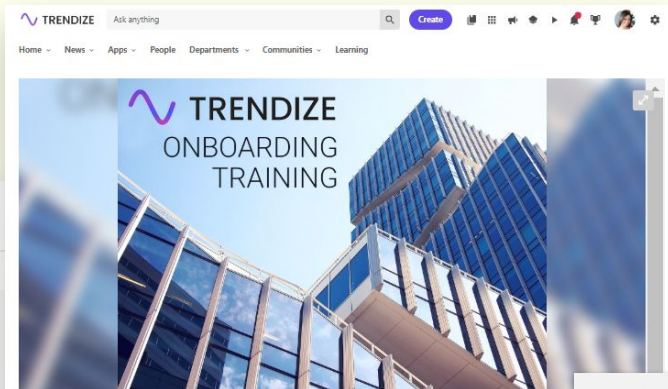 TRENDIZE Ask anything Create
Home News Apps People Departments Communities Learning
TRENDIZE
ONBOARDING
TRAINING